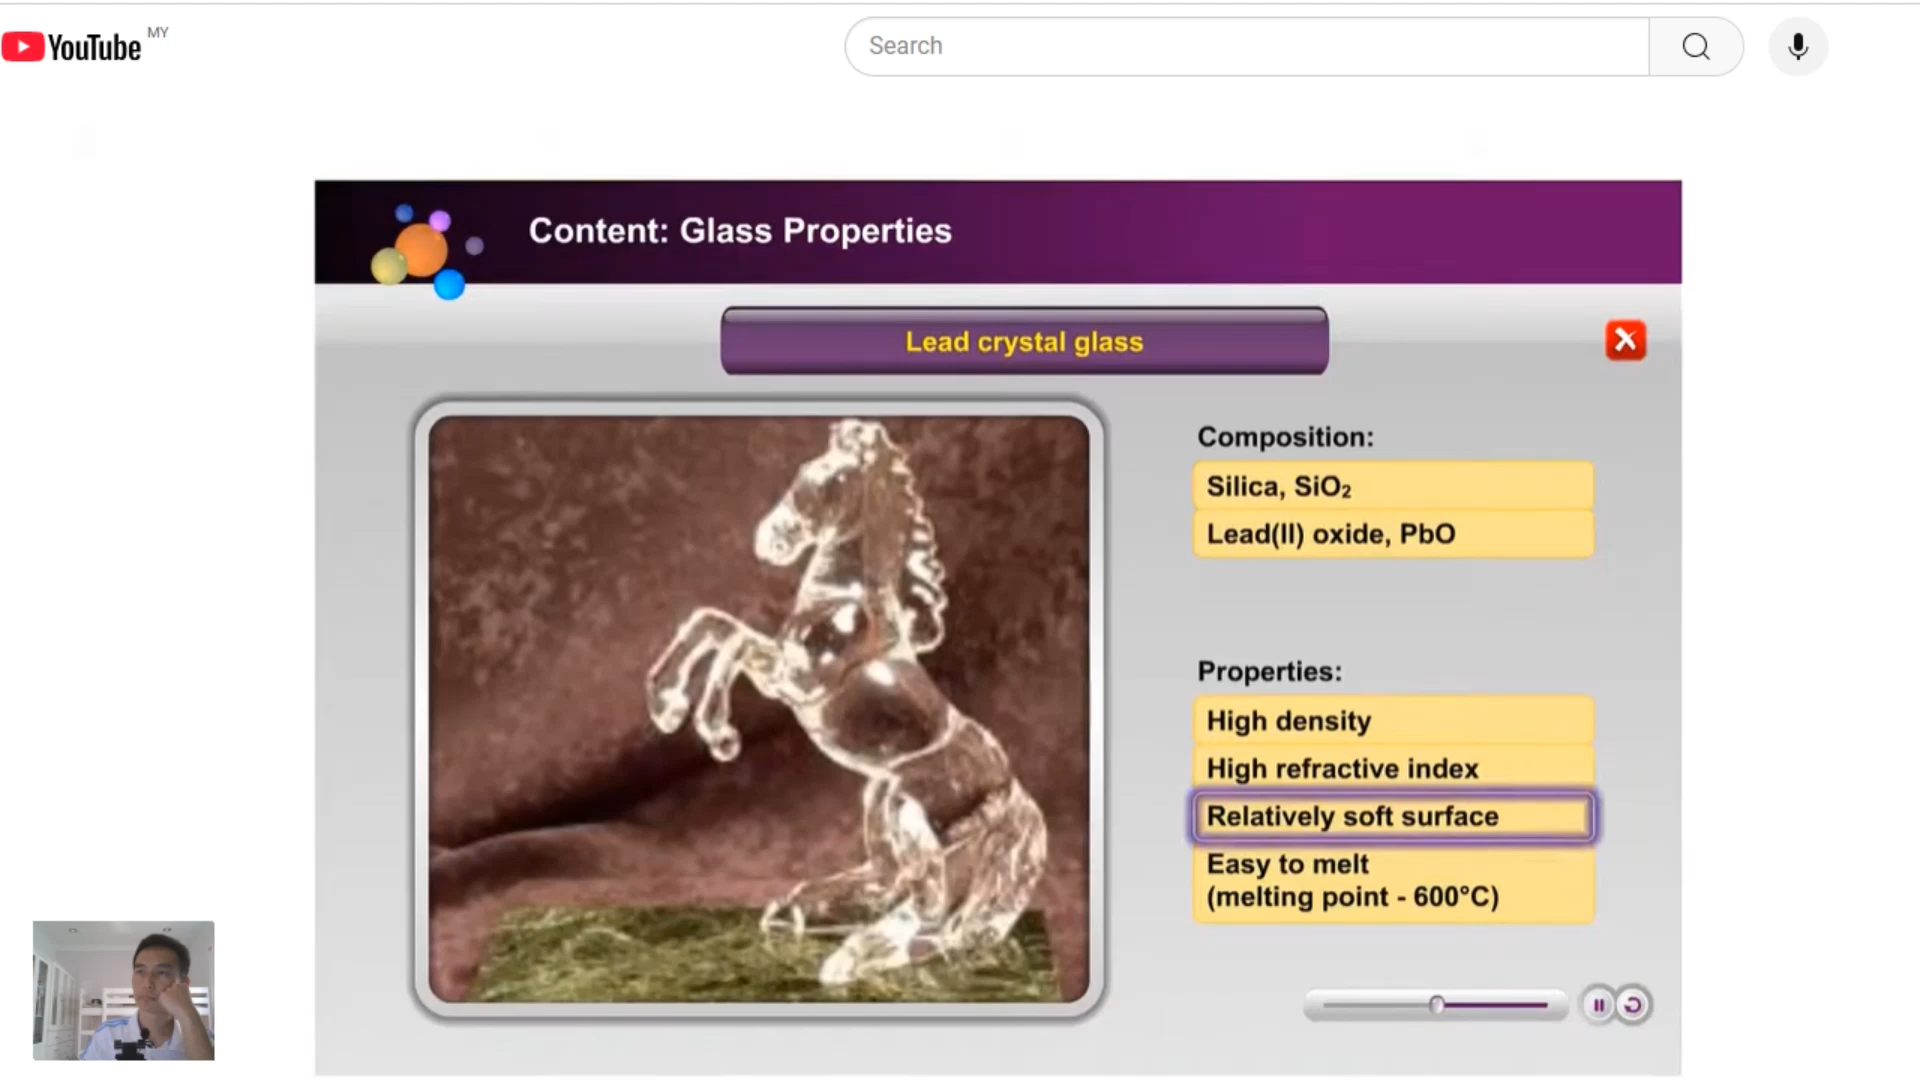 YouTube MY
Search
Content: Glass Properties
Lead crystal glass
Composition:
Silica, SiO₂
Lead(II) oxide, PbO
Properties:
High density
High refractive index
Relatively soft surface
Easy to melt
(melting point - 600°C)